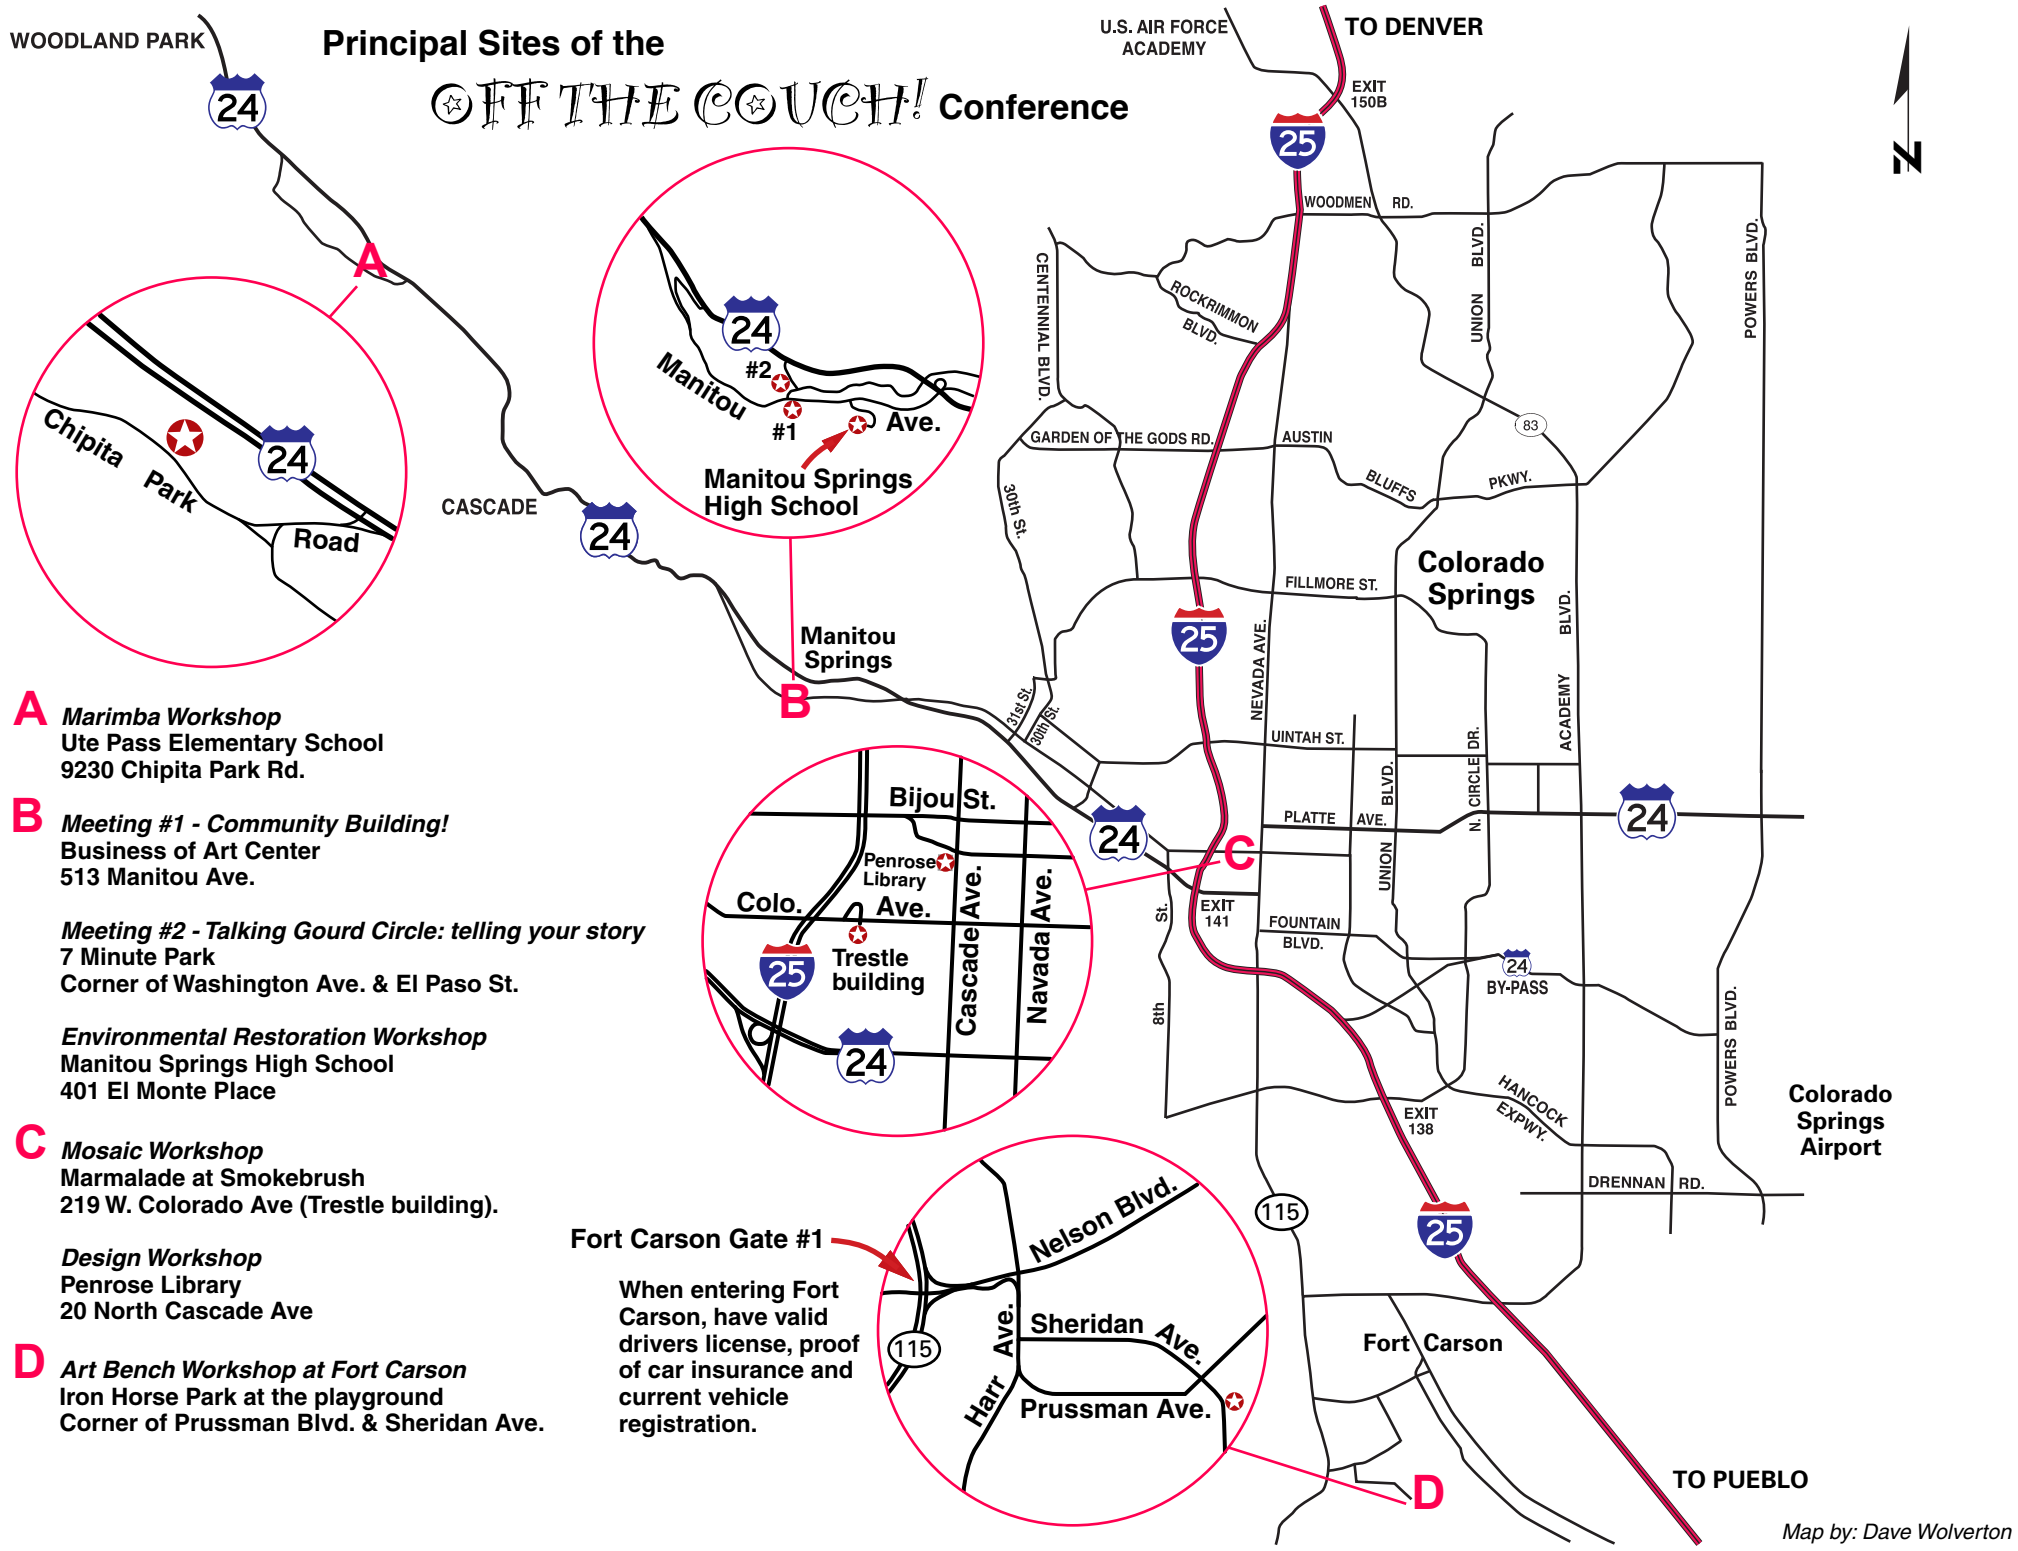 Principal Sites of the
OFF THE COUCH! Conference
WOODLAND PARK
24
U.S. AIR FORCE
ACADEMY
TO DENVER
EXIT
150B
25
N
WOODMEN RD.
CENTENNIAL BLVD.
ROCKRIMMON
BLVD.
UNION BLVD.
POWERS BLVD.
83
GARDEN OF THE GODS RD.
AUSTIN
BLUFFS
PKWY.
30th St.
Colorado
Springs
FILLMORE ST.
25
NEVADA AVE.
ACADEMY BLVD.
31st St.
30th St.
UINTAH ST.
UNION BLVD.
N. CIRCLE DR.
PLATTE AVE.
24
24
C
EXIT
141
FOUNTAIN
BLVD.
24
BY-PASS
8th St.
POWERS BLVD.
HANCOCK
EXPWY.
EXIT
138
Colorado
Springs
Airport
DRENNAN RD.
115
25
Fort Carson
D
TO PUEBLO
Map by: Dave Wolverton
A
Chipita
Park
Road
24
CASCADE
24
24
Manitou
Ave.
#2
#1
Manitou Springs
High School
Manitou
Springs
B
Bijou St.
Penrose
Library
Colo. Ave.
Trestle
building
Cascade Ave.
Navada Ave.
25
24
Fort Carson Gate #1
When entering Fort
Carson, have valid
drivers license, proof
of car insurance and
current vehicle
registration.
Nelson Blvd.
Sheridan Ave.
Harr Ave.
Prussman Ave.
115
A Marimba Workshop
Ute Pass Elementary School
9230 Chipita Park Rd.
B Meeting #1 - Community Building!
Business of Art Center
513 Manitou Ave.
Meeting #2 - Talking Gourd Circle: telling your story
7 Minute Park
Corner of Washington Ave. & El Paso St.
Environmental Restoration Workshop
Manitou Springs High School
401 El Monte Place
C Mosaic Workshop
Marmalade at Smokebrush
219 W. Colorado Ave (Trestle building).
Design Workshop
Penrose Library
20 North Cascade Ave
D Art Bench Workshop at Fort Carson
Iron Horse Park at the playground
Corner of Prussman Blvd. & Sheridan Ave.